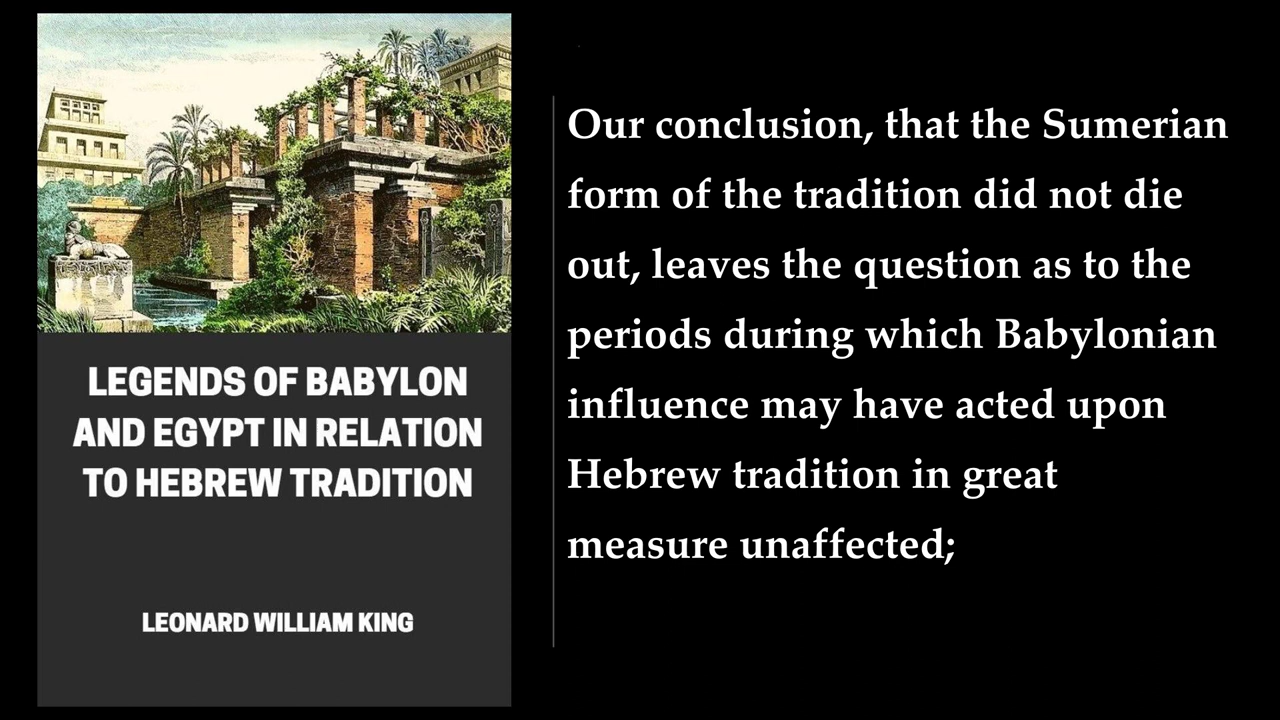 LEGENDS OF BABYLON
AND EGYPT IN RELATION
TO HEBREW TRADITION
LEONARD WILLIAM KING
Our conclusion, that the Sumerian
form of the tradition did not die
out, leaves the question as to the
periods during which Babylonian
influence may have acted upon
Hebrew tradition in great
measure unaffected;